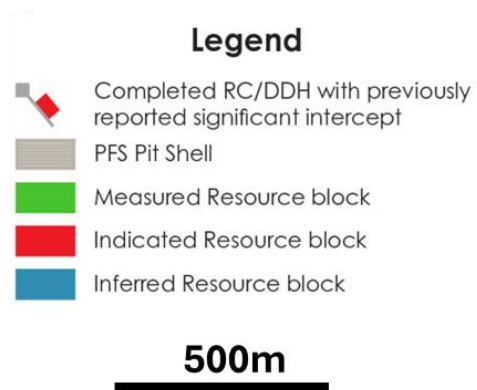 Legend
Completed RC/DDH with previously
reported significant intercept
PFS Pit Shell
Measured Resource block
Indicated Resource block
Inferred Resource block
500m